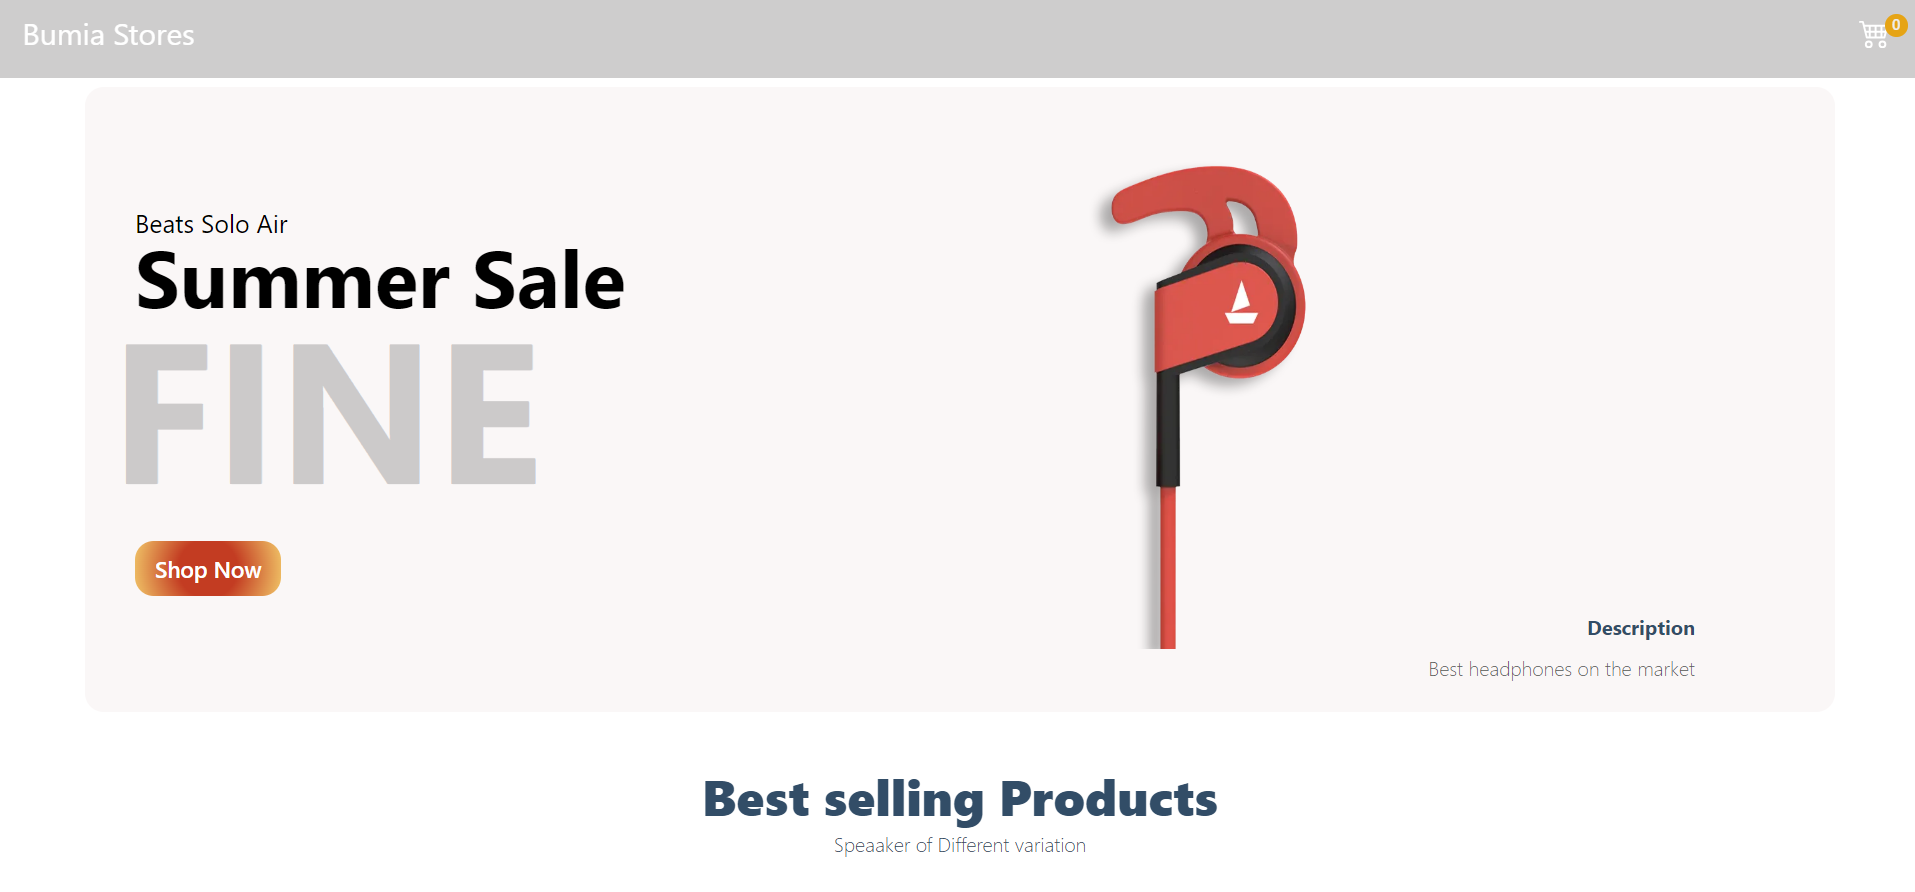 Bumia Stores
0
Beats Solo Air
Summer Sale
FINE
Shop Now
Description
Best headphones on the market
Best selling Products
Speaaker of Different variation